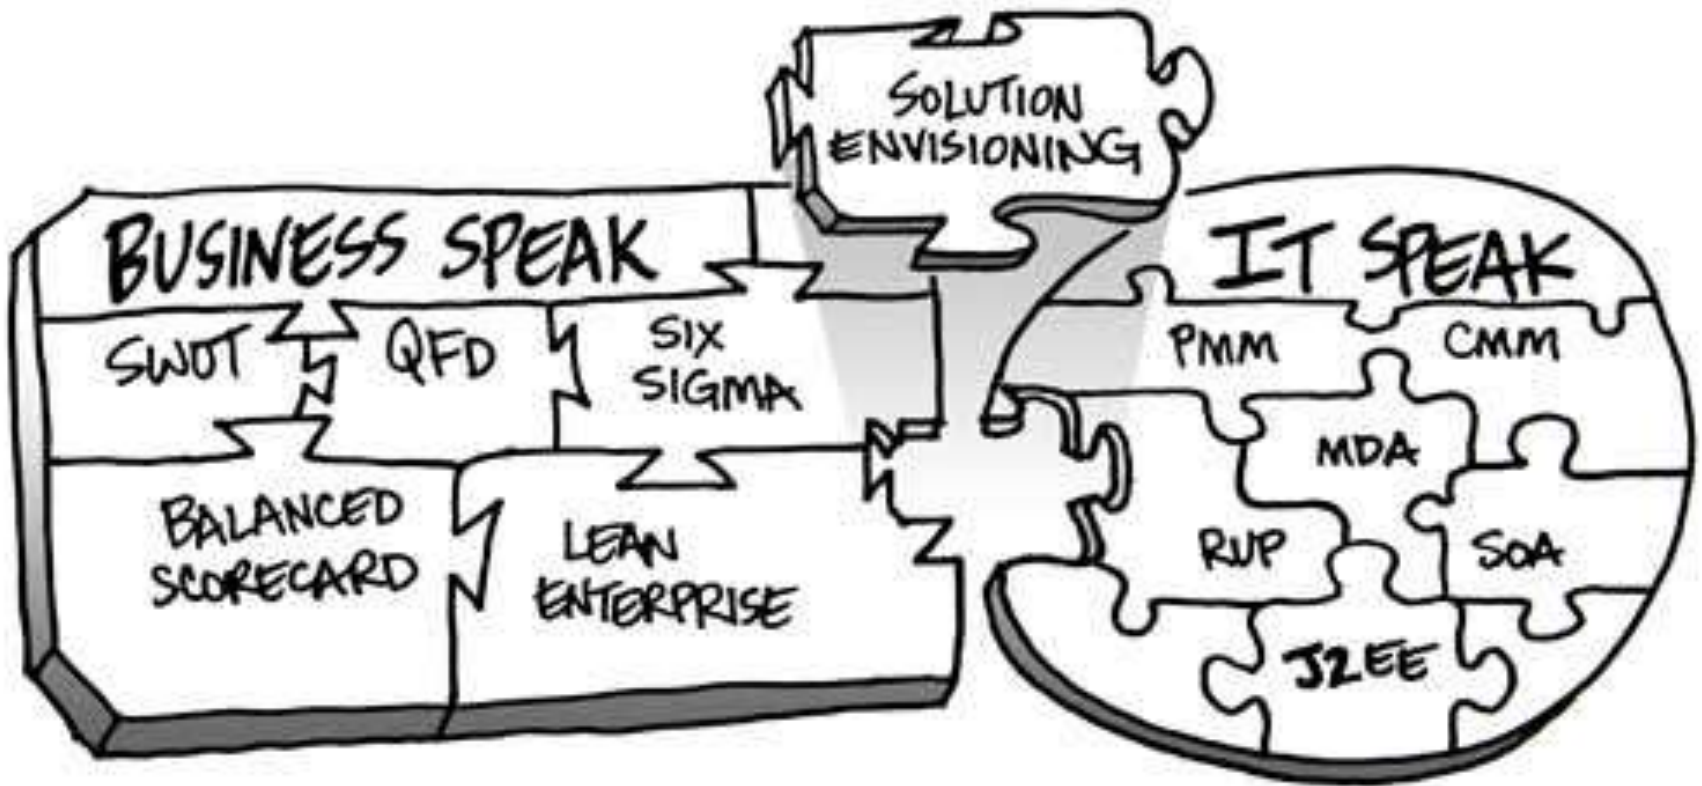 SOLUTION
ENVISIONING
BUSINESS SPEAK
SWOT
QFD
SIX
SIGMA
BALANCED
SCORECARD
LEAN
ENTERPRISE
IT SPEAK
PMM
CMM
MDA
RUP
SOA
J2EE